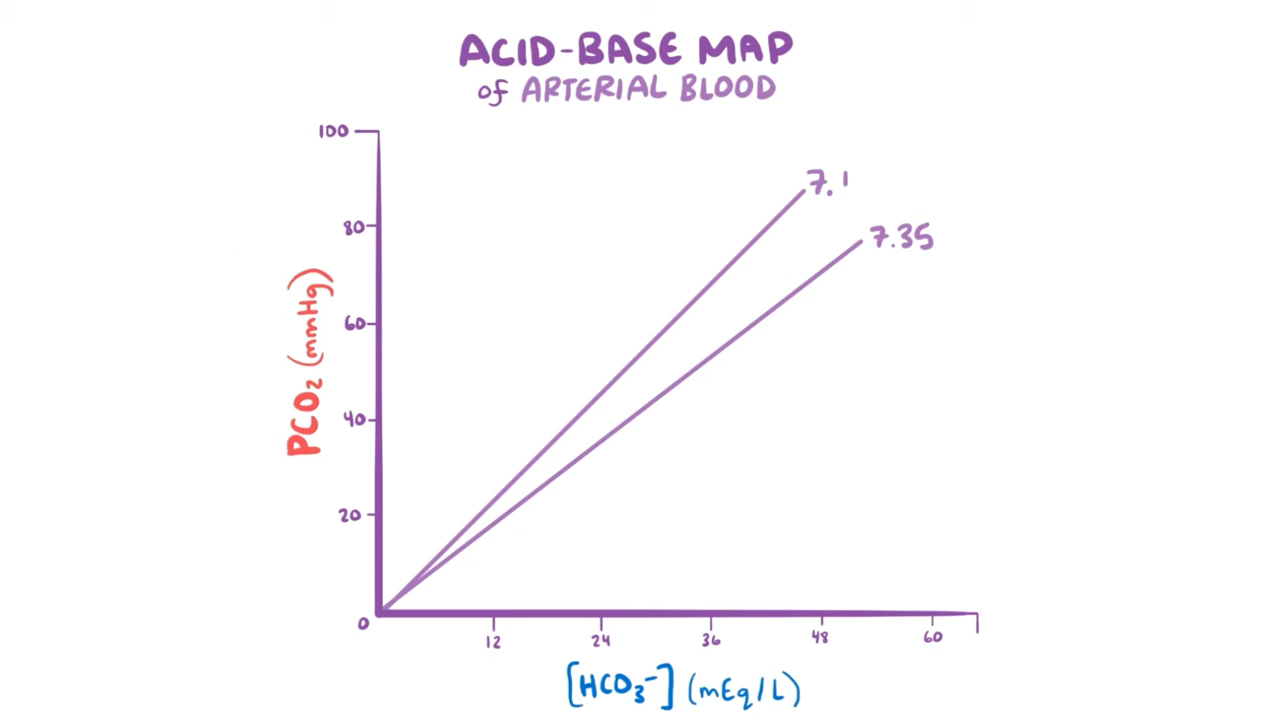 ACID-BASE MAP
of ARTERIAL BLOOD
100
80
60
40
20
0
PCO₂ (mmHg)
7.1
7.35
12 24 36 48 60
[HCO₃⁻] (mEq/L)